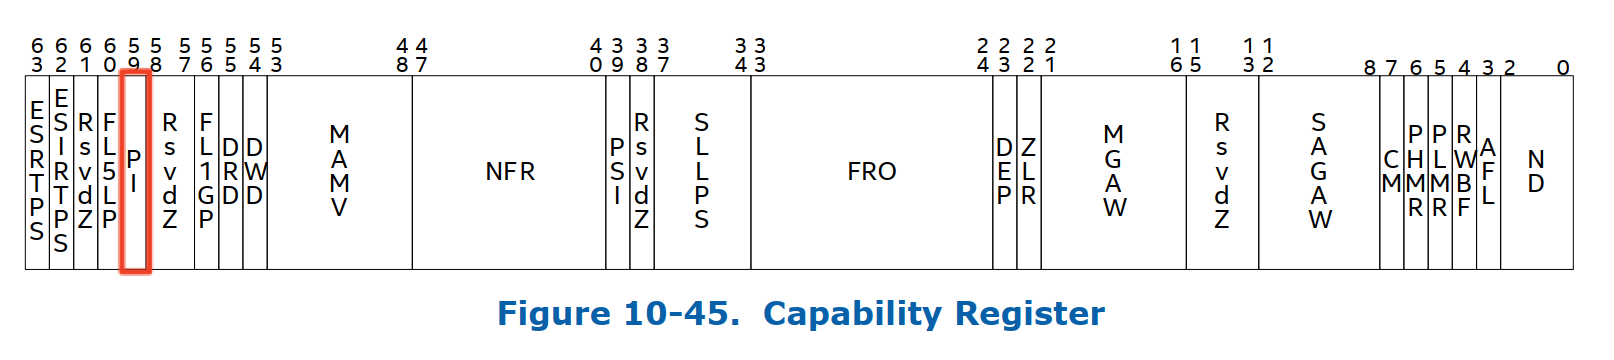 63 62 61 60 59 58 57 56 55 54 53 48 47 40 39 38 37 34 33 24 23 22 21 16 15 13 12 8 7 6 5 4 3 2 0
ESRTPS ESIRTPS RsvdZ FL5LP PI RsvdZ FL1GP DRD DWD MAMV NFR PSI RsvdZ SLLPS FRO DEP ZLR MGAW RsvdZ SAGAW CM PHMR PLMR RWBF AFL ND
Figure 10-45. Capability Register